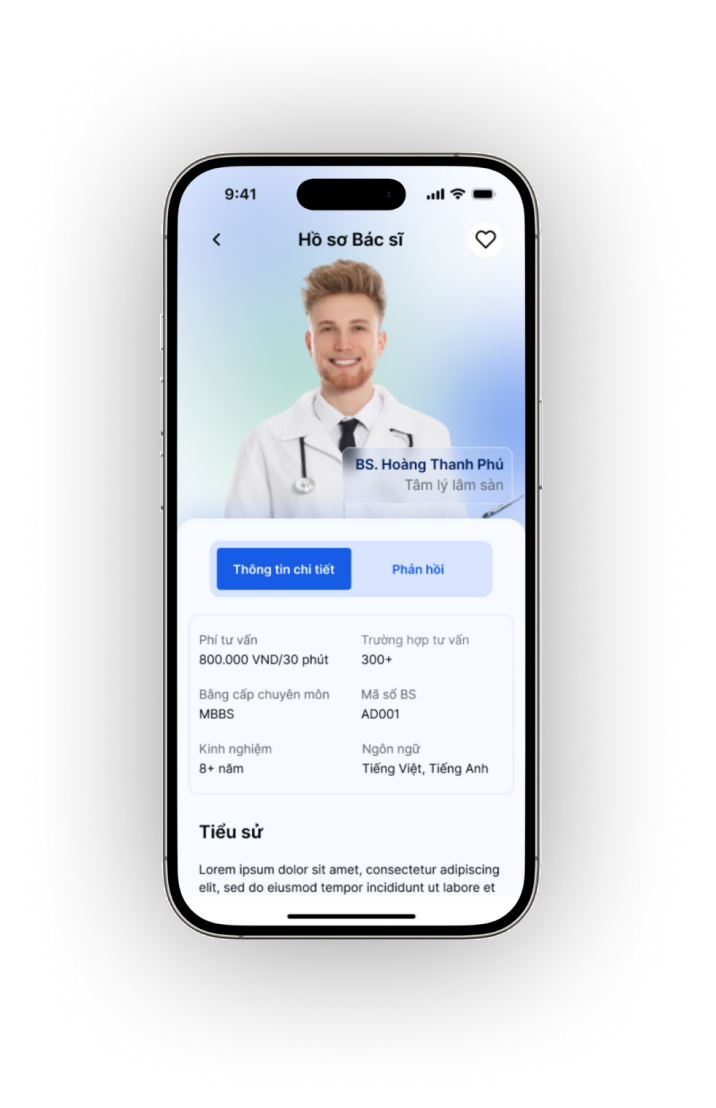 9:41
Hồ sơ Bác sĩ
BS. Hoàng Thanh Phú
Tâm lý lâm sàn
Thông tin chi tiết
Phản hồi
Phí tư vấn
Trường hợp tư vấn
800.000 VND/30 phút
300+
Bằng cấp chuyên môn
Mã số BS
MBBS
AD001
Kinh nghiệm
Ngôn ngữ
8+ năm
Tiếng Việt, Tiếng Anh
Tiểu sử
Lorem ipsum dolor sit amet, consectetur adipiscing
elit, sed do eiusmod tempor incididunt ut labore et